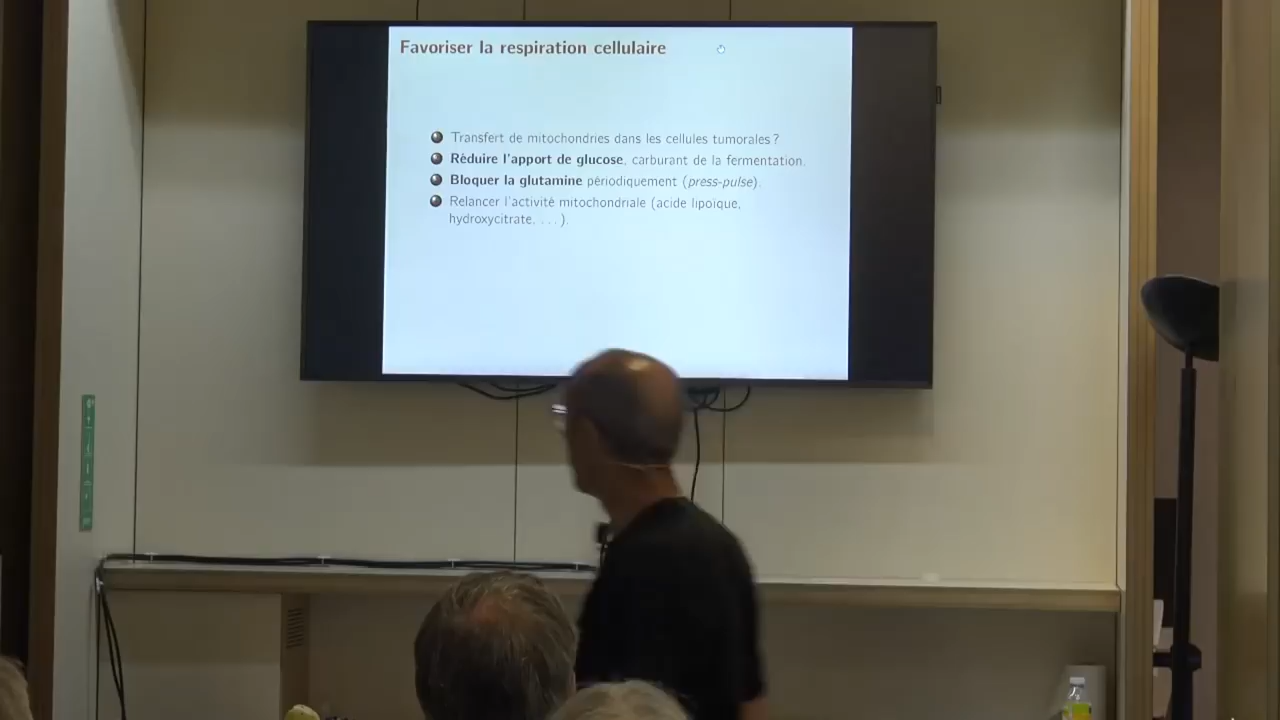 Favoriser la respiration cellulaire
Transfert de mitochondries dans les cellules tumorales ?
Réduire l'apport de glucose, carburant de la fermentation.
Bloquer la glutamine périodiquement (press-pulse).
Relancer l'activité mitochondriale (acide lipoïque,
hydroxycitrate, . . . ).